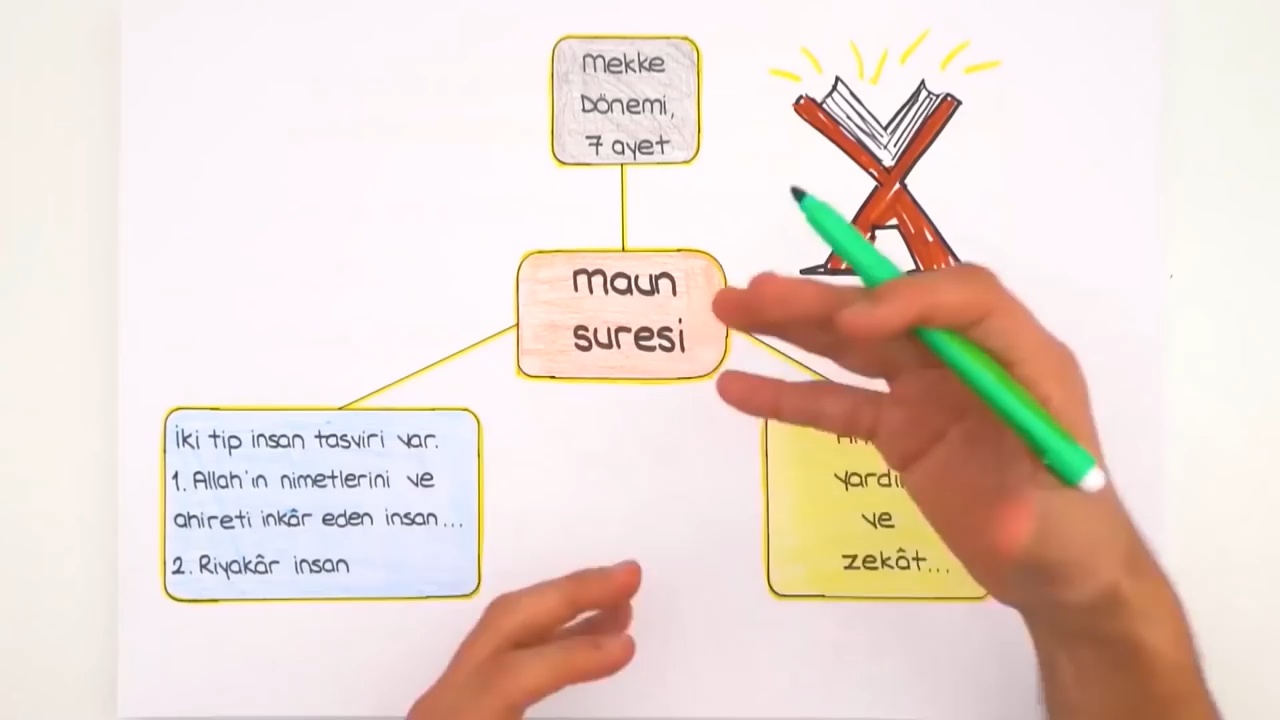 Mekke
Dönemi,
7 ayet
Maun
suresi
İki tip insan tasviri var.
1. Allah'ın nimetlerini ve
ahireti inkâr eden insan...
2. Riyakâr insan
ve
zekât...